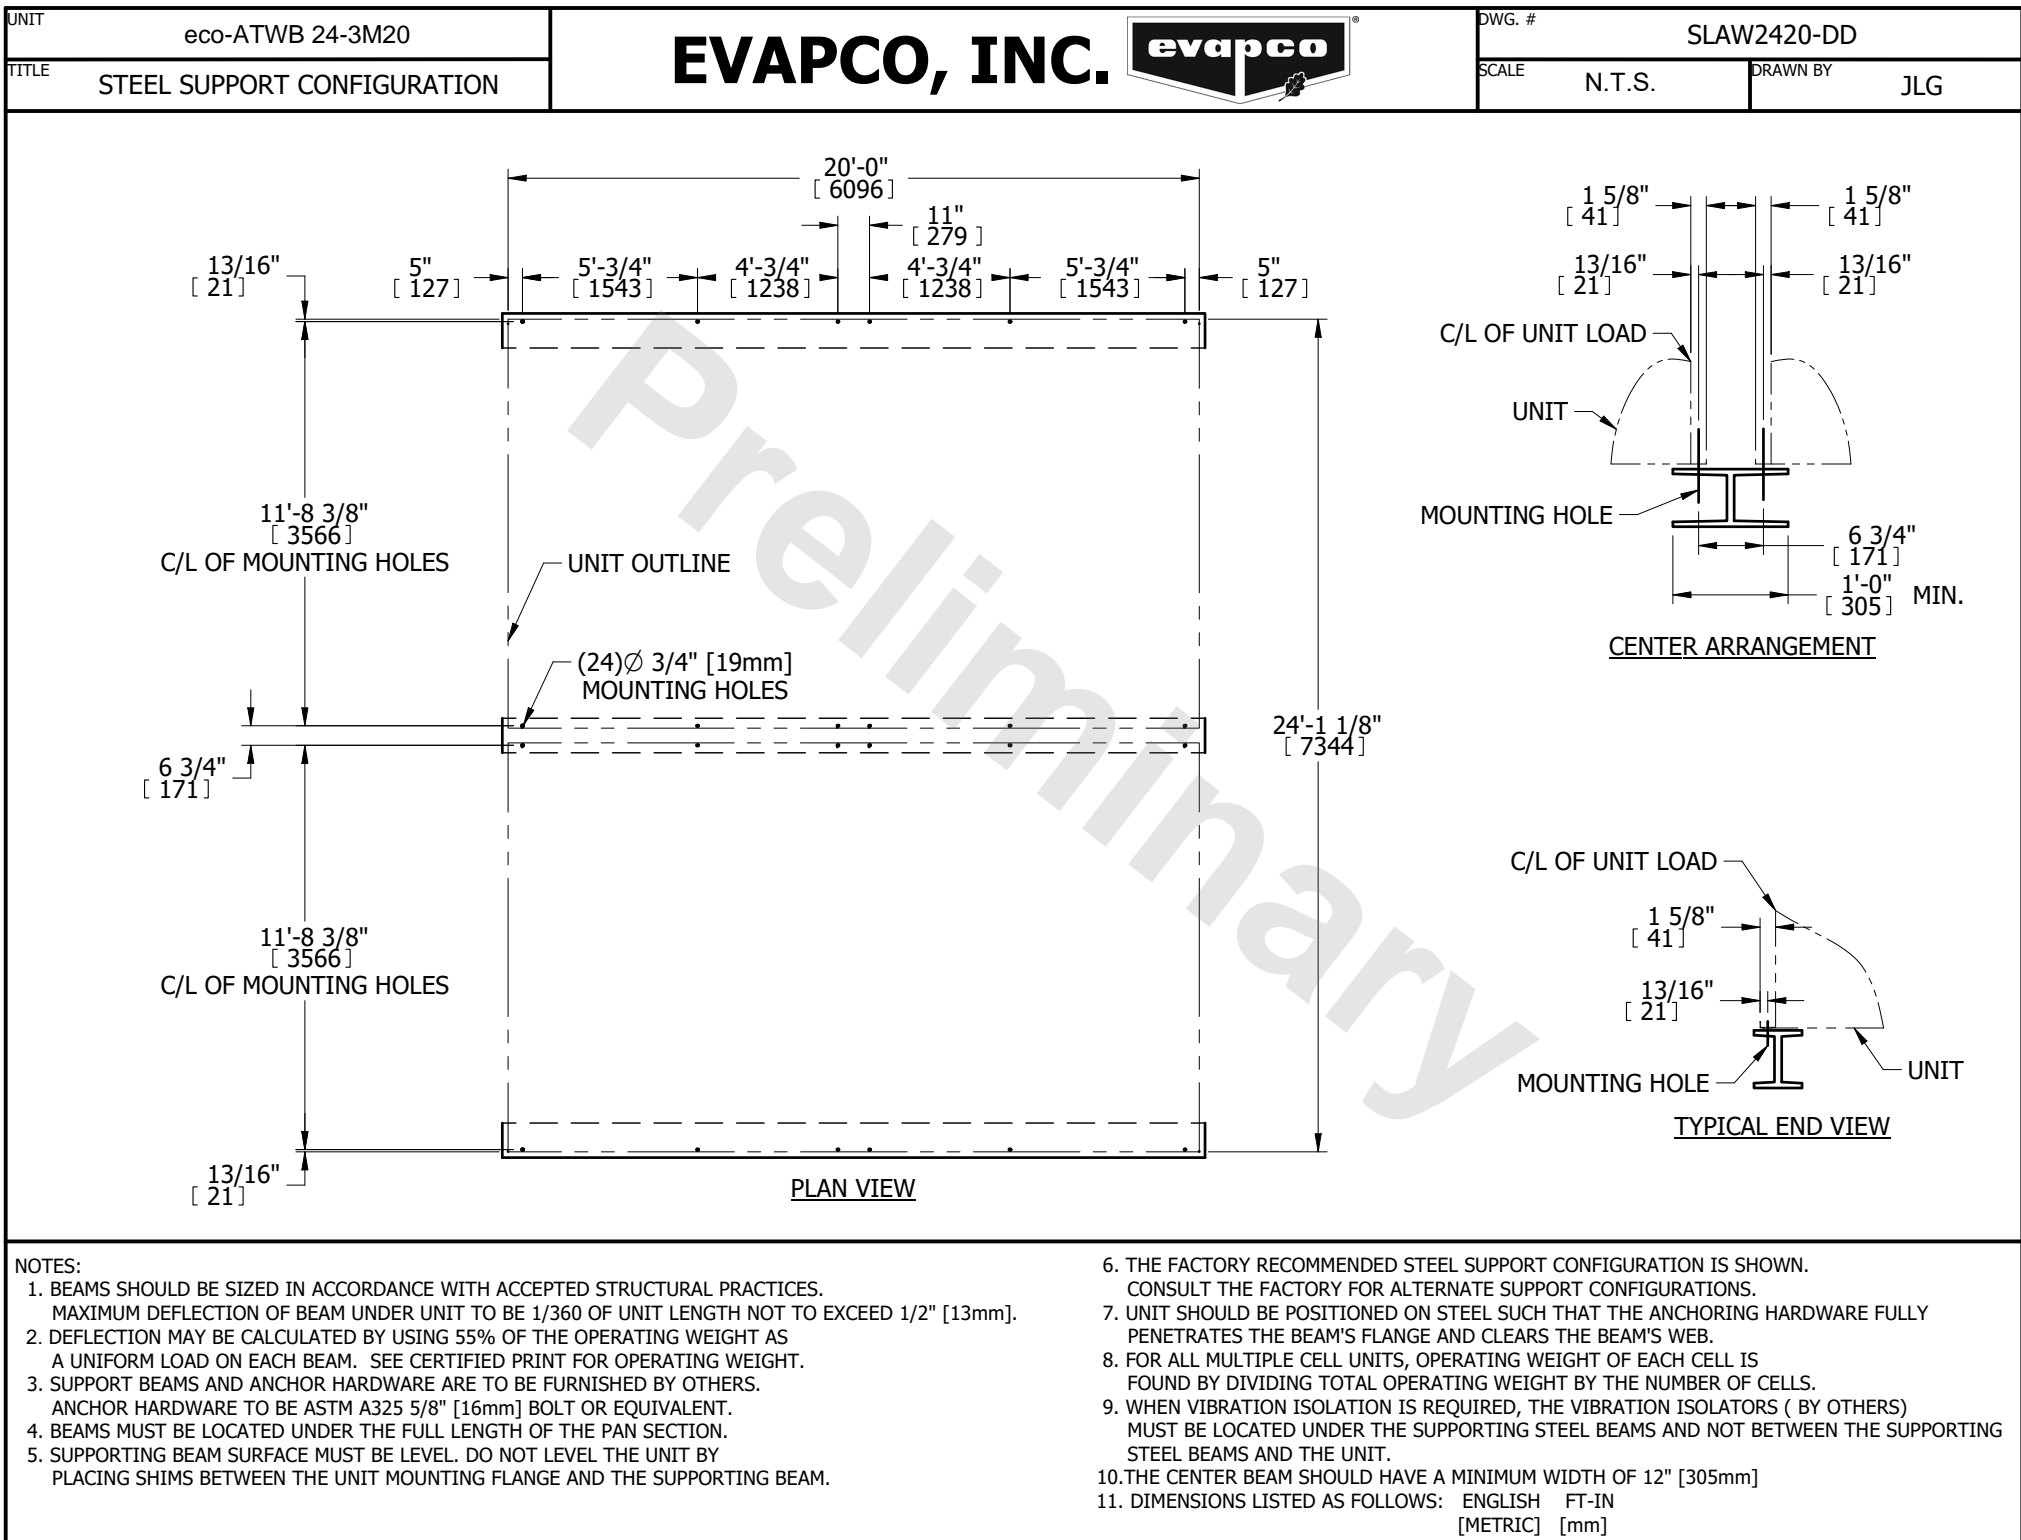 UNIT
eco-ATWB 24-3M20
TITLE
STEEL SUPPORT CONFIGURATION
EVAPCO, INC.
evapco
®
DWG. #
SLAW2420-DD
SCALE
N.T.S.
DRAWN BY
JLG
20'-0"
[ 6096 ]
11"
[ 279 ]
13/16"
[ 21 ]
5"
[ 127 ]
5'-3/4"
[ 1543 ]
4'-3/4"
[ 1238 ]
4'-3/4"
[ 1238 ]
5'-3/4"
[ 1543 ]
5"
[ 127 ]
11'-8 3/8"
[ 3566 ]
C/L OF MOUNTING HOLES
UNIT OUTLINE
(24)Ø 3/4" [19mm]
MOUNTING HOLES
6 3/4"
[ 171 ]
24'-1 1/8"
[ 7344 ]
11'-8 3/8"
[ 3566 ]
C/L OF MOUNTING HOLES
13/16"
[ 21 ]
PLAN VIEW
Preliminary
1 5/8"
[ 41 ]
1 5/8"
[ 41 ]
13/16"
[ 21 ]
13/16"
[ 21 ]
C/L OF UNIT LOAD
UNIT
MOUNTING HOLE
6 3/4"
[ 171 ]
1'-0"
[ 305 ]
MIN.
CENTER ARRANGEMENT
C/L OF UNIT LOAD
1 5/8"
[ 41 ]
13/16"
[ 21 ]
MOUNTING HOLE
UNIT
TYPICAL END VIEW
NOTES:
1. BEAMS SHOULD BE SIZED IN ACCORDANCE WITH ACCEPTED STRUCTURAL PRACTICES.
MAXIMUM DEFLECTION OF BEAM UNDER UNIT TO BE 1/360 OF UNIT LENGTH NOT TO EXCEED 1/2" [13mm].
2. DEFLECTION MAY BE CALCULATED BY USING 55% OF THE OPERATING WEIGHT AS
A UNIFORM LOAD ON EACH BEAM. SEE CERTIFIED PRINT FOR OPERATING WEIGHT.
3. SUPPORT BEAMS AND ANCHOR HARDWARE ARE TO BE FURNISHED BY OTHERS.
ANCHOR HARDWARE TO BE ASTM A325 5/8" [16mm] BOLT OR EQUIVALENT.
4. BEAMS MUST BE LOCATED UNDER THE FULL LENGTH OF THE PAN SECTION.
5. SUPPORTING BEAM SURFACE MUST BE LEVEL. DO NOT LEVEL THE UNIT BY
PLACING SHIMS BETWEEN THE UNIT MOUNTING FLANGE AND THE SUPPORTING BEAM.
6. THE FACTORY RECOMMENDED STEEL SUPPORT CONFIGURATION IS SHOWN.
CONSULT THE FACTORY FOR ALTERNATE SUPPORT CONFIGURATIONS.
7. UNIT SHOULD BE POSITIONED ON STEEL SUCH THAT THE ANCHORING HARDWARE FULLY
PENETRATES THE BEAM'S FLANGE AND CLEARS THE BEAM'S WEB.
8. FOR ALL MULTIPLE CELL UNITS, OPERATING WEIGHT OF EACH CELL IS
FOUND BY DIVIDING TOTAL OPERATING WEIGHT BY THE NUMBER OF CELLS.
9. WHEN VIBRATION ISOLATION IS REQUIRED, THE VIBRATION ISOLATORS ( BY OTHERS)
MUST BE LOCATED UNDER THE SUPPORTING STEEL BEAMS AND NOT BETWEEN THE SUPPORTING
STEEL BEAMS AND THE UNIT.
10.THE CENTER BEAM SHOULD HAVE A MINIMUM WIDTH OF 12" [305mm]
11. DIMENSIONS LISTED AS FOLLOWS: ENGLISH FT-IN
[METRIC] [mm]